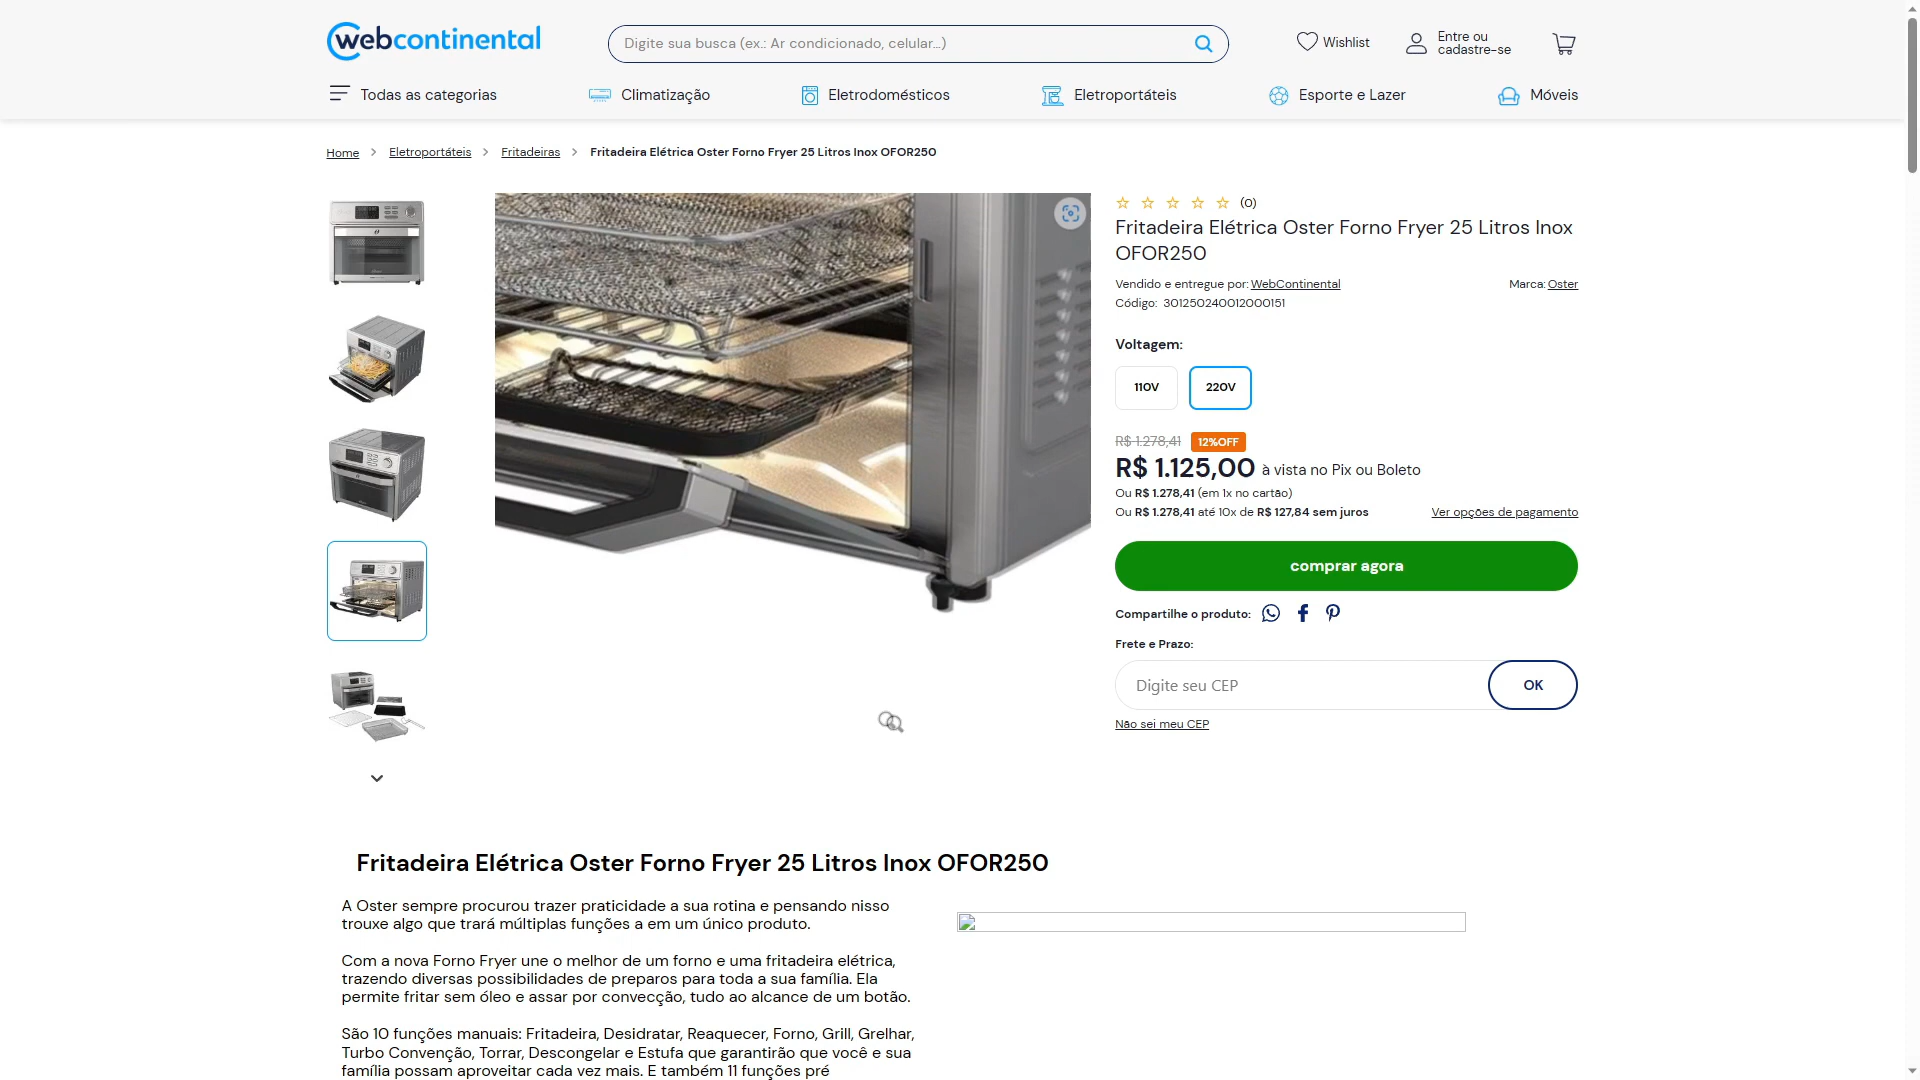 webcontinental
Digite sua busca (ex.: Ar condicionado, celular...)
Wishlist
Entre ou
cadastre-se
Todas as categorias
Climatização
Eletrodomésticos
Eletroportáteis
Esporte e Lazer
Móveis
Home > Eletroportáteis > Fritadeiras > Fritadeira Elétrica Oster Forno Fryer 25 Litros Inox OFOR250
(0)
Fritadeira Elétrica Oster Forno Fryer 25 Litros Inox
OFOR250
Vendido e entregue por: WebContinental
Marca: Oster
Código: 301250240012000151
Voltagem:
110V
220V
R$ 1.278,41
12%OFF
R$ 1.125,00 à vista no Pix ou Boleto
Ou R$ 1.278,41 (em 1x no cartão)
Ou R$ 1.278,41 até 10x de R$ 127,84 sem juros
Ver opções de pagamento
comprar agora
Compartilhe o produto:
Frete e Prazo:
Digite seu CEP
OK
Não sei meu CEP
Fritadeira Elétrica Oster Forno Fryer 25 Litros Inox OFOR250
A Oster sempre procurou trazer praticidade a sua rotina e pensando nisso
trouxe algo que trará múltiplas funções a em um único produto.
Com a nova Forno Fryer une o melhor de um forno e uma fritadeira elétrica,
trazendo diversas possibilidades de preparos para toda a sua família. Ela
permite fritar sem óleo e assar por convecção, tudo ao alcance de um botão.
São 10 funções manuais: Fritadeira, Desidratar, Reaquecer, Forno, Grill, Grelhar,
Turbo Convenção, Torrar, Descongelar e Estufa que garantirão que você e sua
família possam aproveitar cada vez mais. E também 11 funções pré